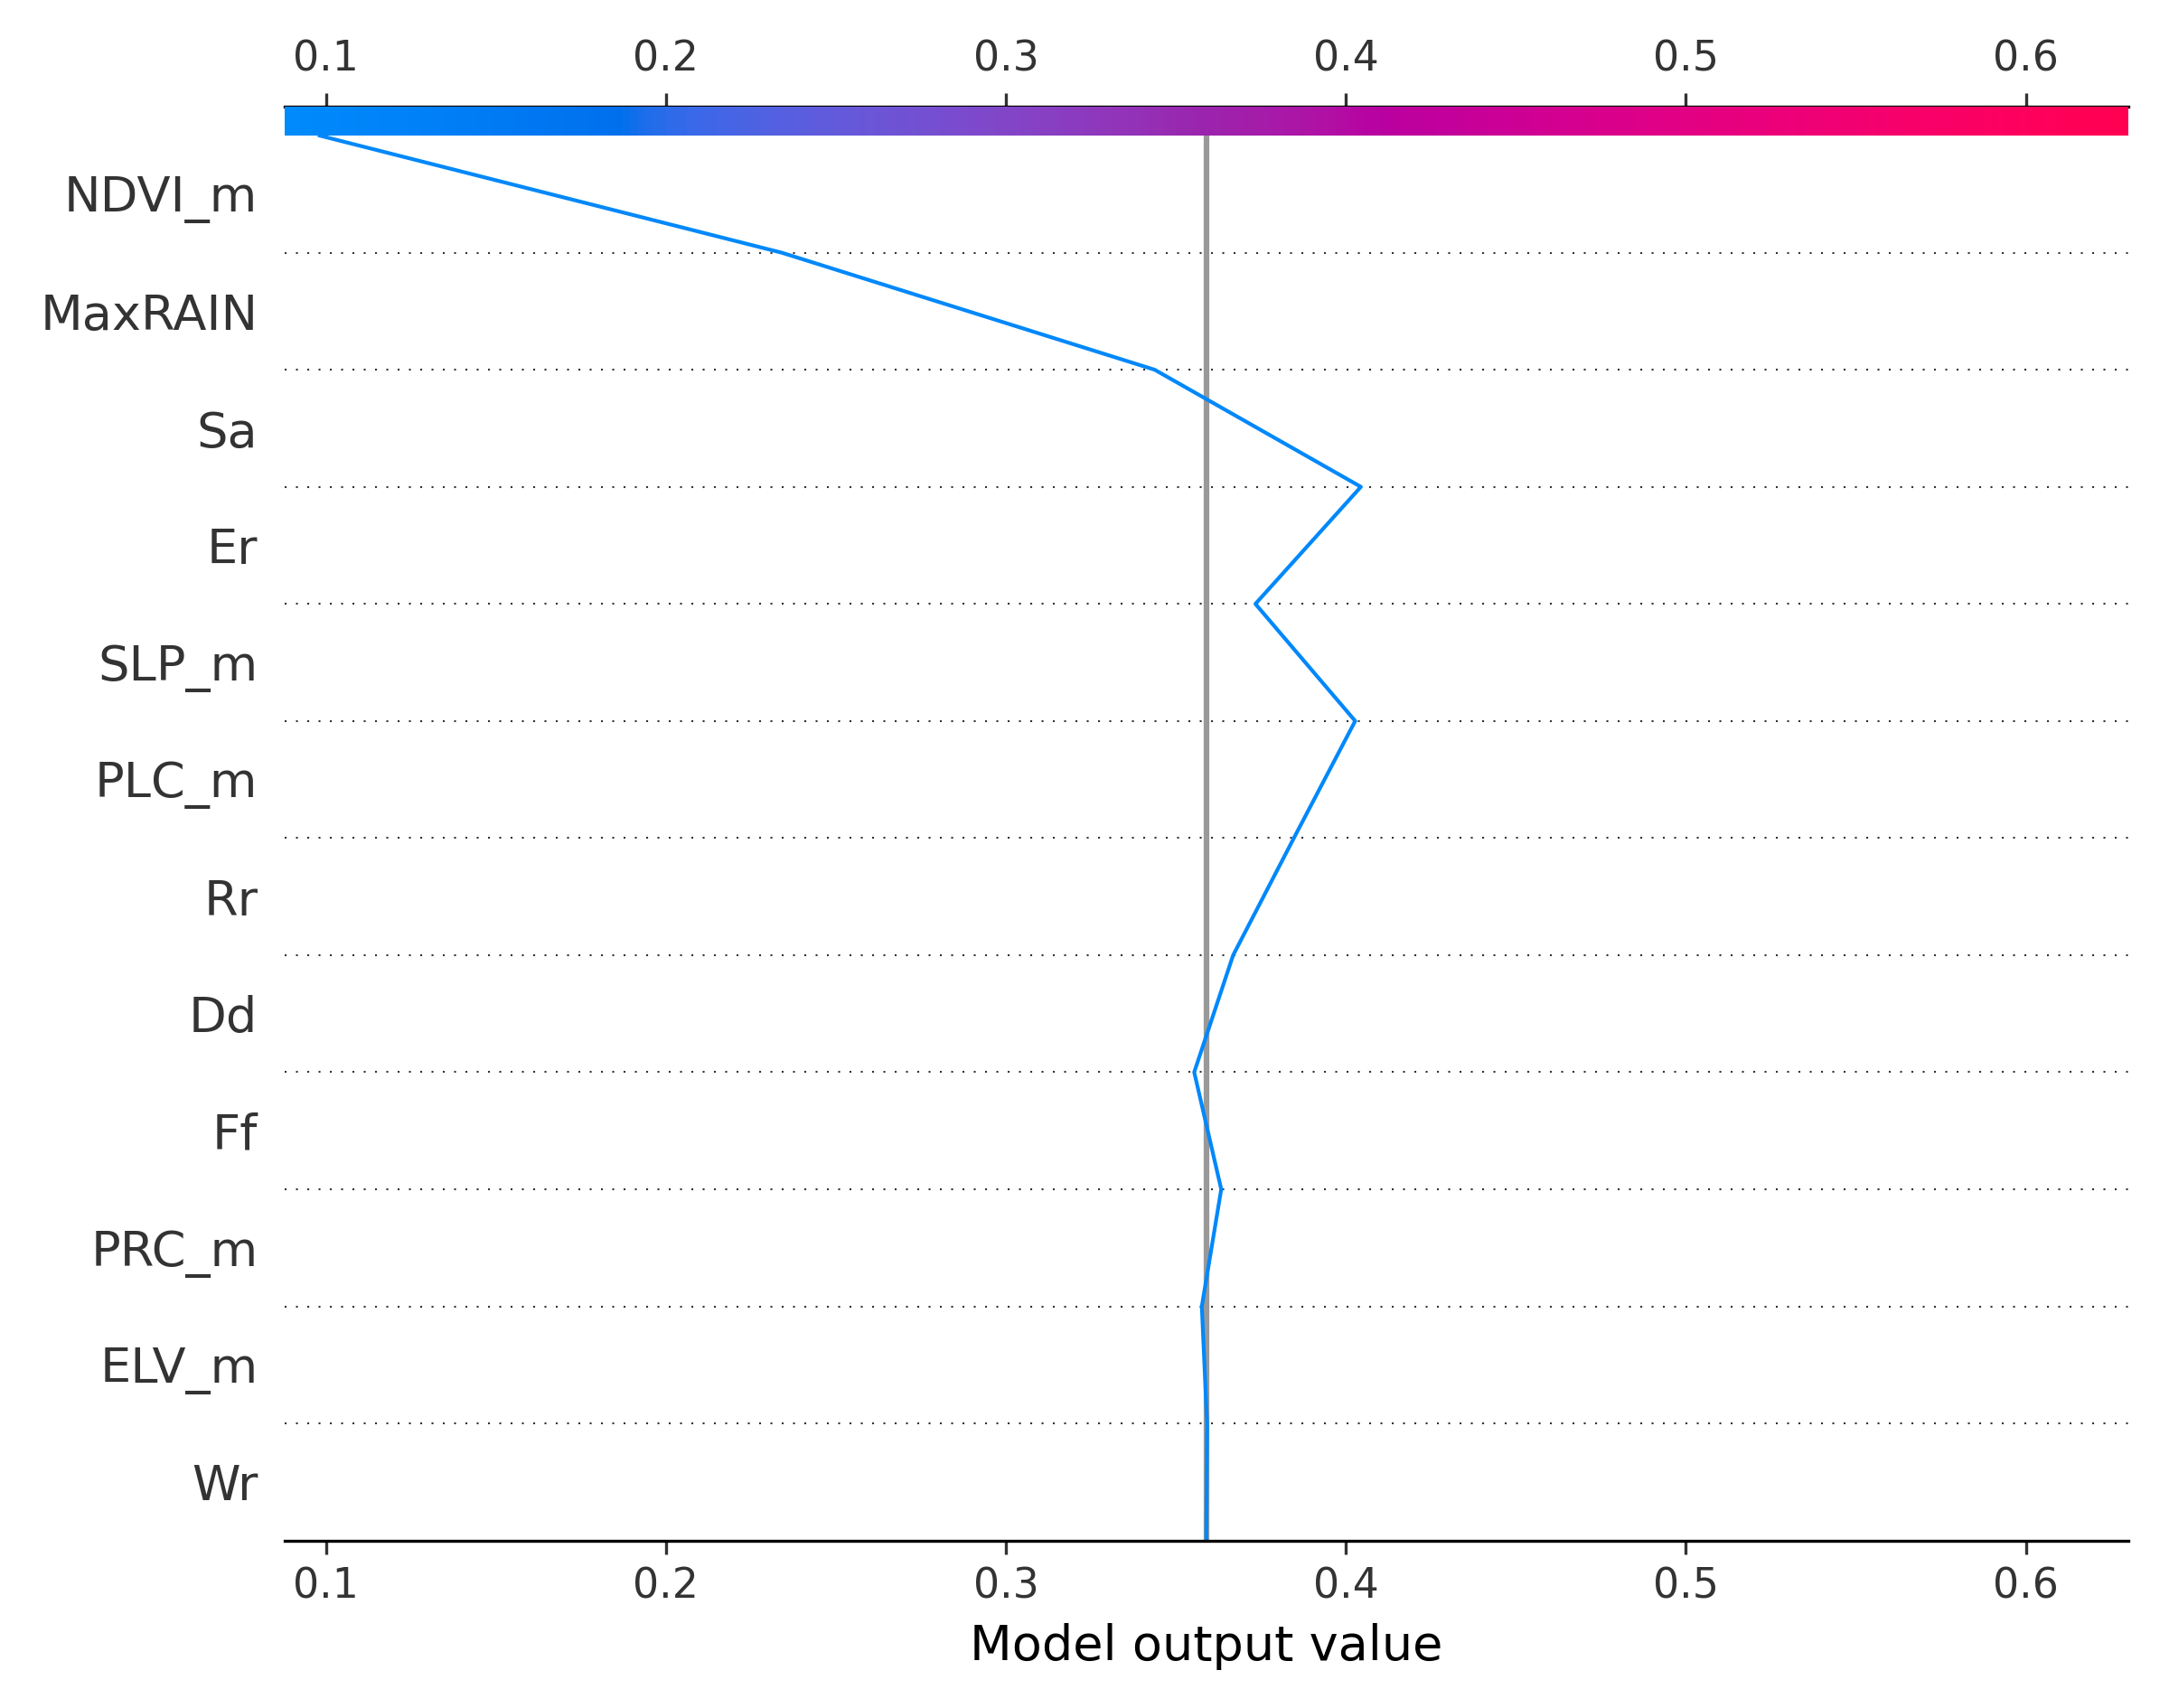 0.1 0.2 0.3 0.4 0.5 0.6
NDVI_m
MaxRAIN
Sa
Er
SLP_m
PLC_m
Rr
Dd
Ff
PRC_m
ELV_m
Wr
0.1 0.2 0.3 0.4 0.5 0.6
Model output value